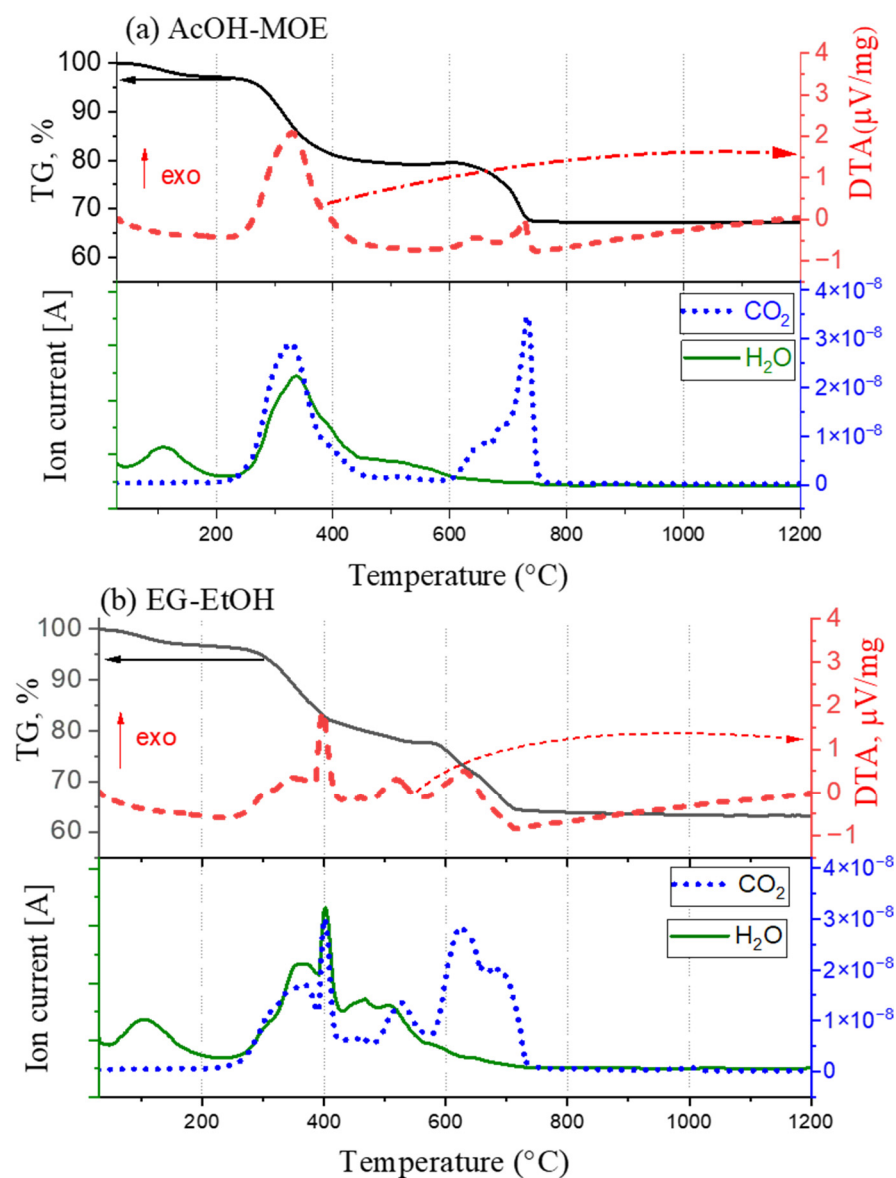 (a) AcOH-MOE
100
90
80
70
60
TG, %
exo
4
3
2
1
0
−1
DTA(µV/mg)
Ion current [A]
CO₂
H₂O
4×10⁻⁸
3×10⁻⁸
2×10⁻⁸
1×10⁻⁸
0
200 400 600 800 1000 1200
Temperature (°C)
(b) EG-EtOH
100
90
80
70
60
TG, %
exo
4
3
2
1
0
−1
DTA, µV/mg
Ion current [A]
CO₂
H₂O
4×10⁻⁸
3×10⁻⁸
2×10⁻⁸
1×10⁻⁸
0
200 400 600 800 1000 1200
Temperature (°C)